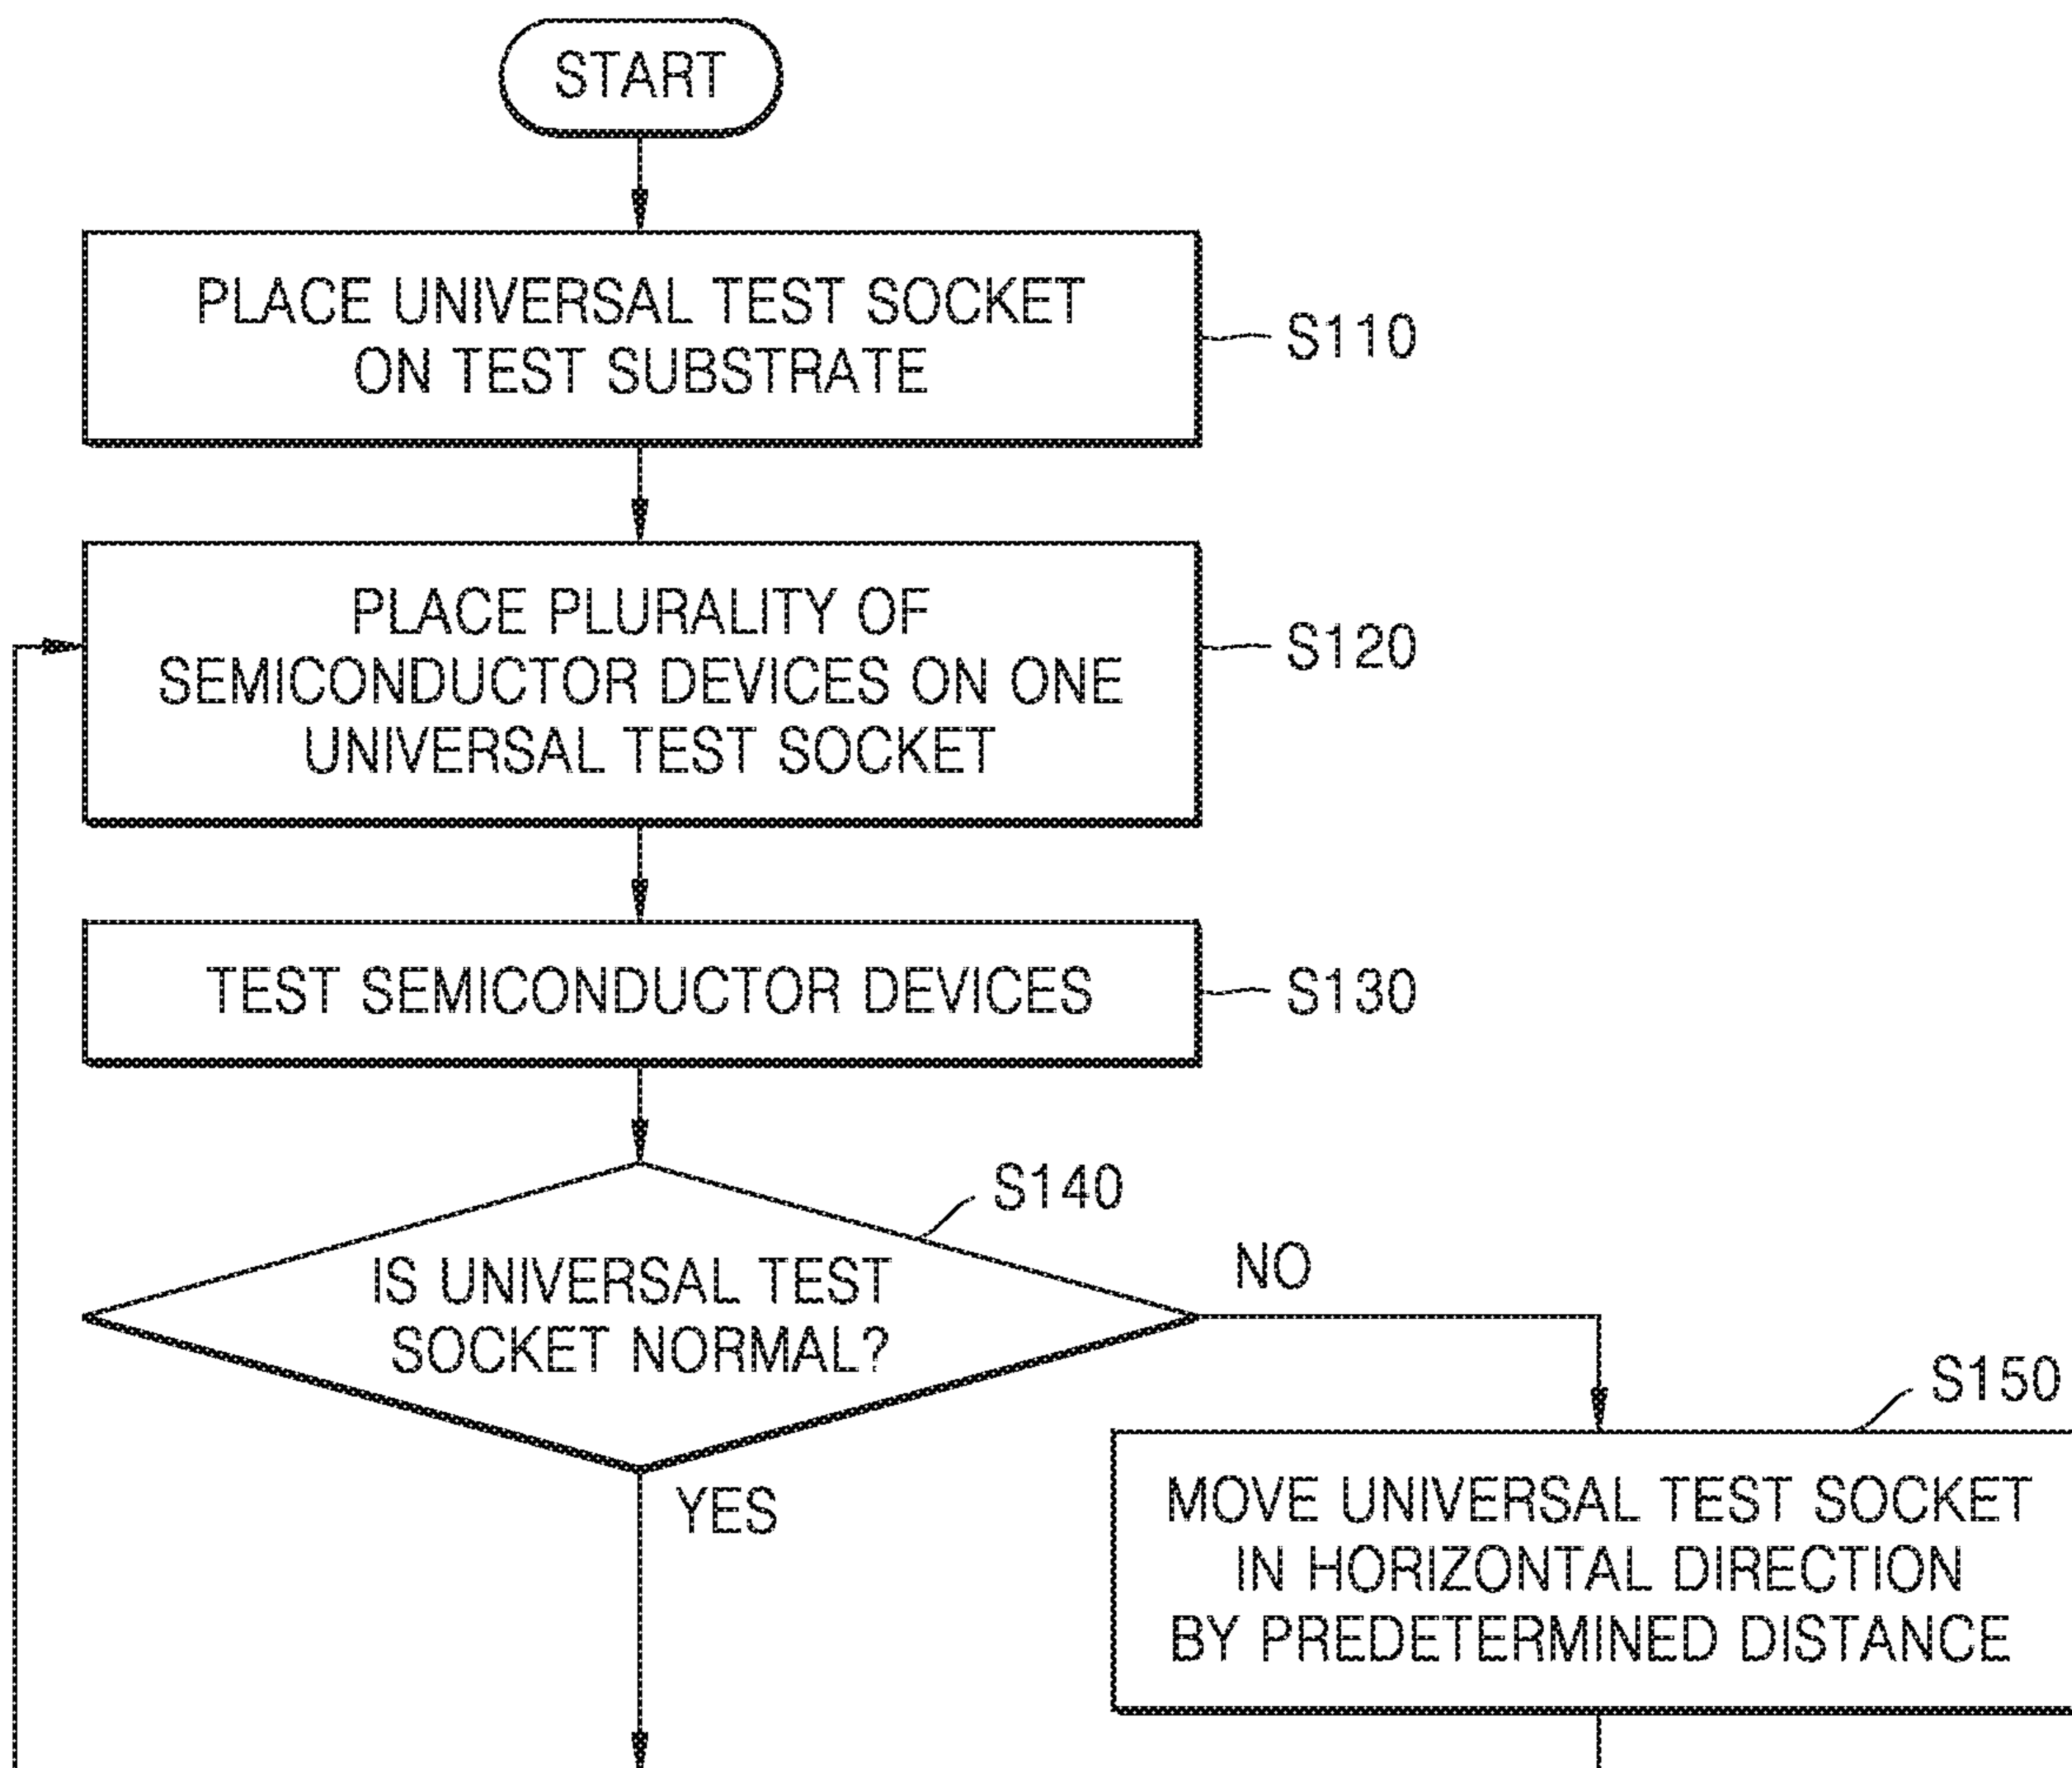 START
PLACE UNIVERSAL TEST SOCKET
ON TEST SUBSTRATE
S110
PLACE PLURALITY OF
SEMICONDUCTOR DEVICES ON ONE
UNIVERSAL TEST SOCKET
S120
TEST SEMICONDUCTOR DEVICES
S130
S140
IS UNIVERSAL TEST
SOCKET NORMAL?
NO
YES
S150
MOVE UNIVERSAL TEST SOCKET
IN HORIZONTAL DIRECTION
BY PREDETERMINED DISTANCE